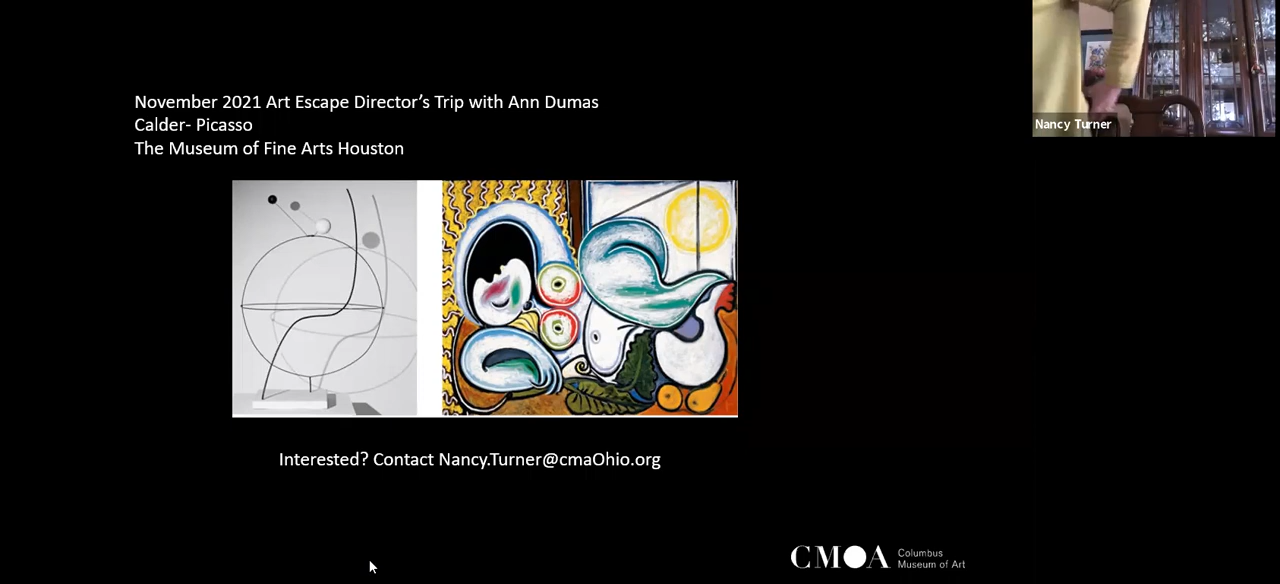 November 2021 Art Escape Director's Trip with Ann Dumas
Calder- Picasso
The Museum of Fine Arts Houston
Nancy Turner
Interested? Contact Nancy.Turner@cmaOhio.org
CMOA
Columbus
Museum of Art